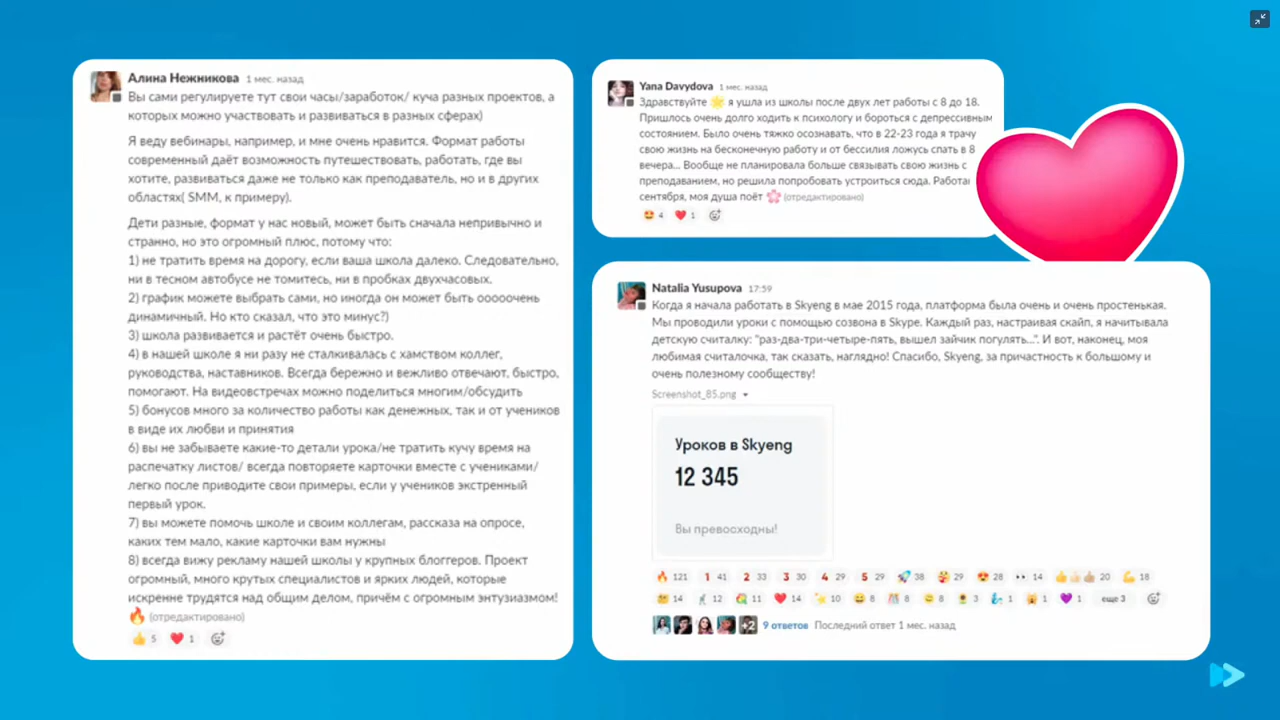 Алина Нежникова 1 мес. назад
Вы сами регулируете тут свои часы/заработок/ куча разных проектов, а
которых можно участвовать и развиваться в разных сферах)
Я веду вебинары, например, и мне очень нравится. Формат работы
современный даёт возможность путешествовать, работать, где вы
хотите, развиваться даже не только как преподаватель, но и в других
областях( SMM, к примеру).
Дети разные, формат у нас новый, может быть сначала непривычно и
странно, но это огромный плюс, потому что:
1) не тратить время на дорогу, если ваша школа далеко. Следовательно,
ни в тесном автобусе не томитесь, ни в пробках двухчасовых.
2) график можете выбрать сами, но иногда он может быть оооооочень
динамичный. Но кто сказал, что это минус?)
3) школа развивается и растёт очень быстро.
4) в нашей школе я ни разу не сталкивалась с хамством коллег,
руководства, наставников. Всегда бережно и вежливо отвечают, быстро,
помогают. На видеовстречах можно поделиться многим/обсудить
5) бонусов много за количество работы как денежных, так и от учеников
в виде их любви и принятия
6) вы не забываете какие-то детали урока/не тратить кучу время на
распечатку листов/ всегда повторяете карточки вместе с учениками/
легко после приводите свои примеры, если у учеников экстренный
первый урок.
7) вы можете помочь школе и своим коллегам, рассказа на опросе,
каких тем мало, какие карточки вам нужны
8) всегда вижу рекламу нашей школы у крупных блоггеров. Проект
огромный, много крутых специалистов и ярких людей, которые
искренне трудятся над общим делом, причём с огромным энтузиазмом!
🔥 (отредактировано)
👍 5 ❤️ 1
Yana Davydova 1 мес. назад
Здравствуйте 🌟 я ушла из школы после двух лет работы с 8 до 18.
Пришлось очень долго ходить к психологу и бороться с депрессивным
состоянием. Было очень тяжко осознавать, что в 22-23 года я трачу
свою жизнь на бесконечную работу и от бессилия ложусь спать в 8
вечера... Вообще не планировала больше связывать свою жизнь с
преподаванием, но решила попробовать устроиться сюда. Работа
сентября, моя душа поёт 🌸 (отредактировано)
🤩 4 ❤️ 1
Natalia Yusupova 17:59
Когда я начала работать в Skyeng в мае 2015 года, платформа была очень и очень простенькая.
Мы проводили уроки с помощью созвона в Skype. Каждый раз, настраивая скайп, я начитывала
детскую считалку: "раз-два-три-четыре-пять, вышел зайчик погулять...". И вот, наконец, моя
любимая считалочка, так сказать, наглядно! Спасибо, Skyeng, за причастность к большому и
очень полезному сообществу!
Screenshot_85.png
Уроков в Skyeng
12 345
Вы превосходны!
🔥 121 1 41 2 33 3 30 4 29 5 29 🚀 38 29 😍 28 👀 14 20 💪 18
14 12 11 ❤️ 14 10 8 8 8 3 1 1 💜 1 еще 3
+2 9 ответов Последний ответ 1 мес. назад